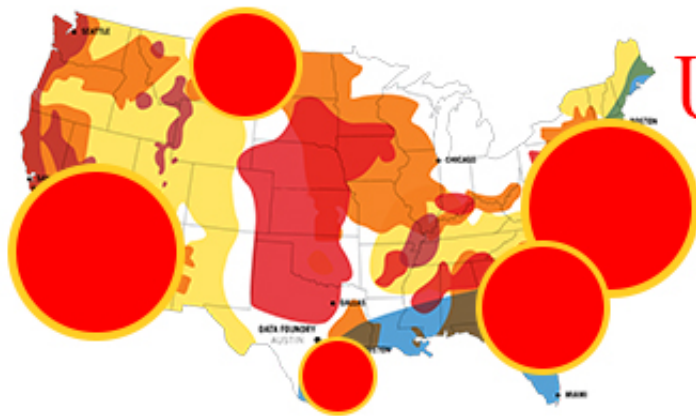 SEATTLE
U
BOSTON
CHICAGO
DALLAS
DATA FOUNDRY
AUSTIN
MIAMI